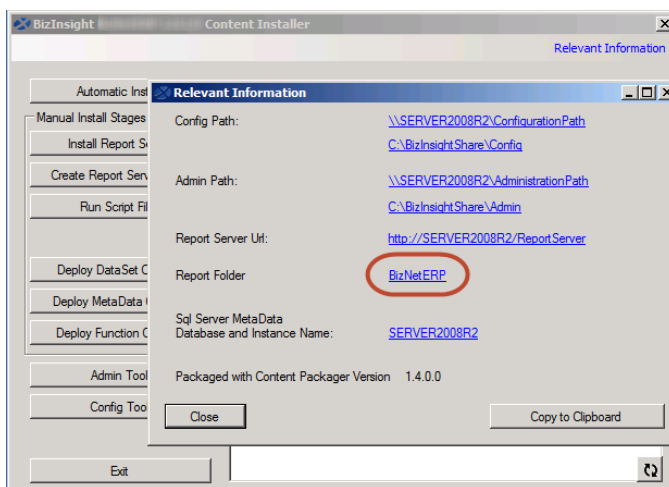 BizInsight Content Installer
Relevant Information
Automatic Inst
Manual Install Stages
Install Report Se
Create Report Serv
Run Script Fil
Deploy DataSet C
Deploy MetaData
Deploy Function C
Admin Tool
Config Tool
Exit
Relevant Information
Config Path:
\\SERVER2008R2\ConfigurationPath
C:\BizInsightShare\Config
Admin Path:
\\SERVER2008R2\AdministrationPath
C:\BizInsightShare\Admin
Report Server Url:
http://SERVER2008R2/ReportServer
Report Folder
BizNetERP
Sql Server MetaData
Database and Instance Name:
SERVER2008R2
Packaged with Content Packager Version 1.4.0.0
Close
Copy to Clipboard